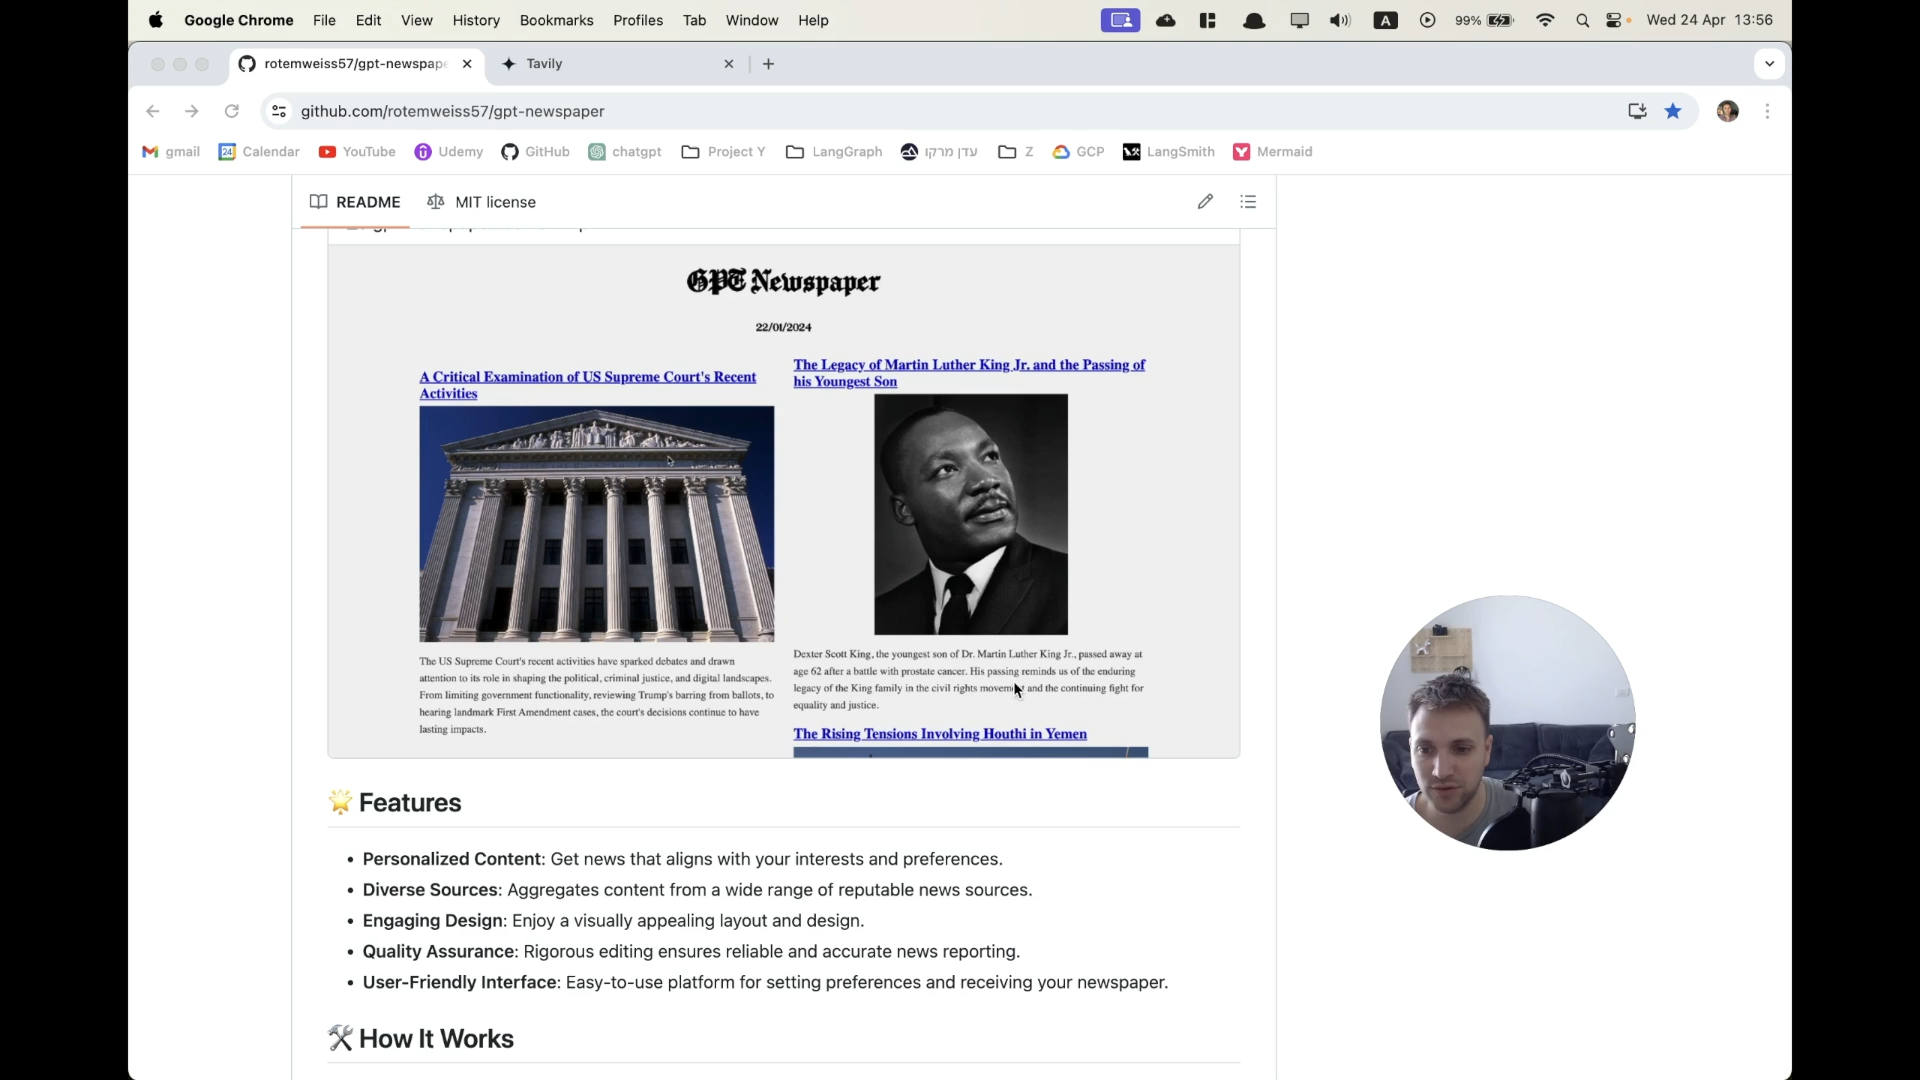 Google Chrome File Edit View History Bookmarks Profiles Tab Window Help A 99% Wed 24 Apr 13:56
rotemweiss57/gpt-newspape Tavily
github.com/rotemweiss57/gpt-newspaper
gmail 24 Calendar YouTube Udemy GitHub chatgpt Project Y LangGraph עדן מרקו Z GCP LangSmith Mermaid
README MIT license
GPT Newspaper
22/01/2024
A Critical Examination of US Supreme Court's Recent
Activities
The US Supreme Court's recent activities have sparked debates and drawn
attention to its role in shaping the political, criminal justice, and digital landscapes.
From limiting government functionality, reviewing Trump's barring from ballots, to
hearing landmark First Amendment cases, the court's decisions continue to have
lasting impacts.
The Legacy of Martin Luther King Jr. and the Passing of
his Youngest Son
Dexter Scott King, the youngest son of Dr. Martin Luther King Jr., passed away at
age 62 after a battle with prostate cancer. His passing reminds us of the enduring
legacy of the King family in the civil rights movement and the continuing fight for
equality and justice.
The Rising Tensions Involving Houthi in Yemen
🌟 Features
• Personalized Content: Get news that aligns with your interests and preferences.
• Diverse Sources: Aggregates content from a wide range of reputable news sources.
• Engaging Design: Enjoy a visually appealing layout and design.
• Quality Assurance: Rigorous editing ensures reliable and accurate news reporting.
• User-Friendly Interface: Easy-to-use platform for setting preferences and receiving your newspaper.
🛠️ How It Works